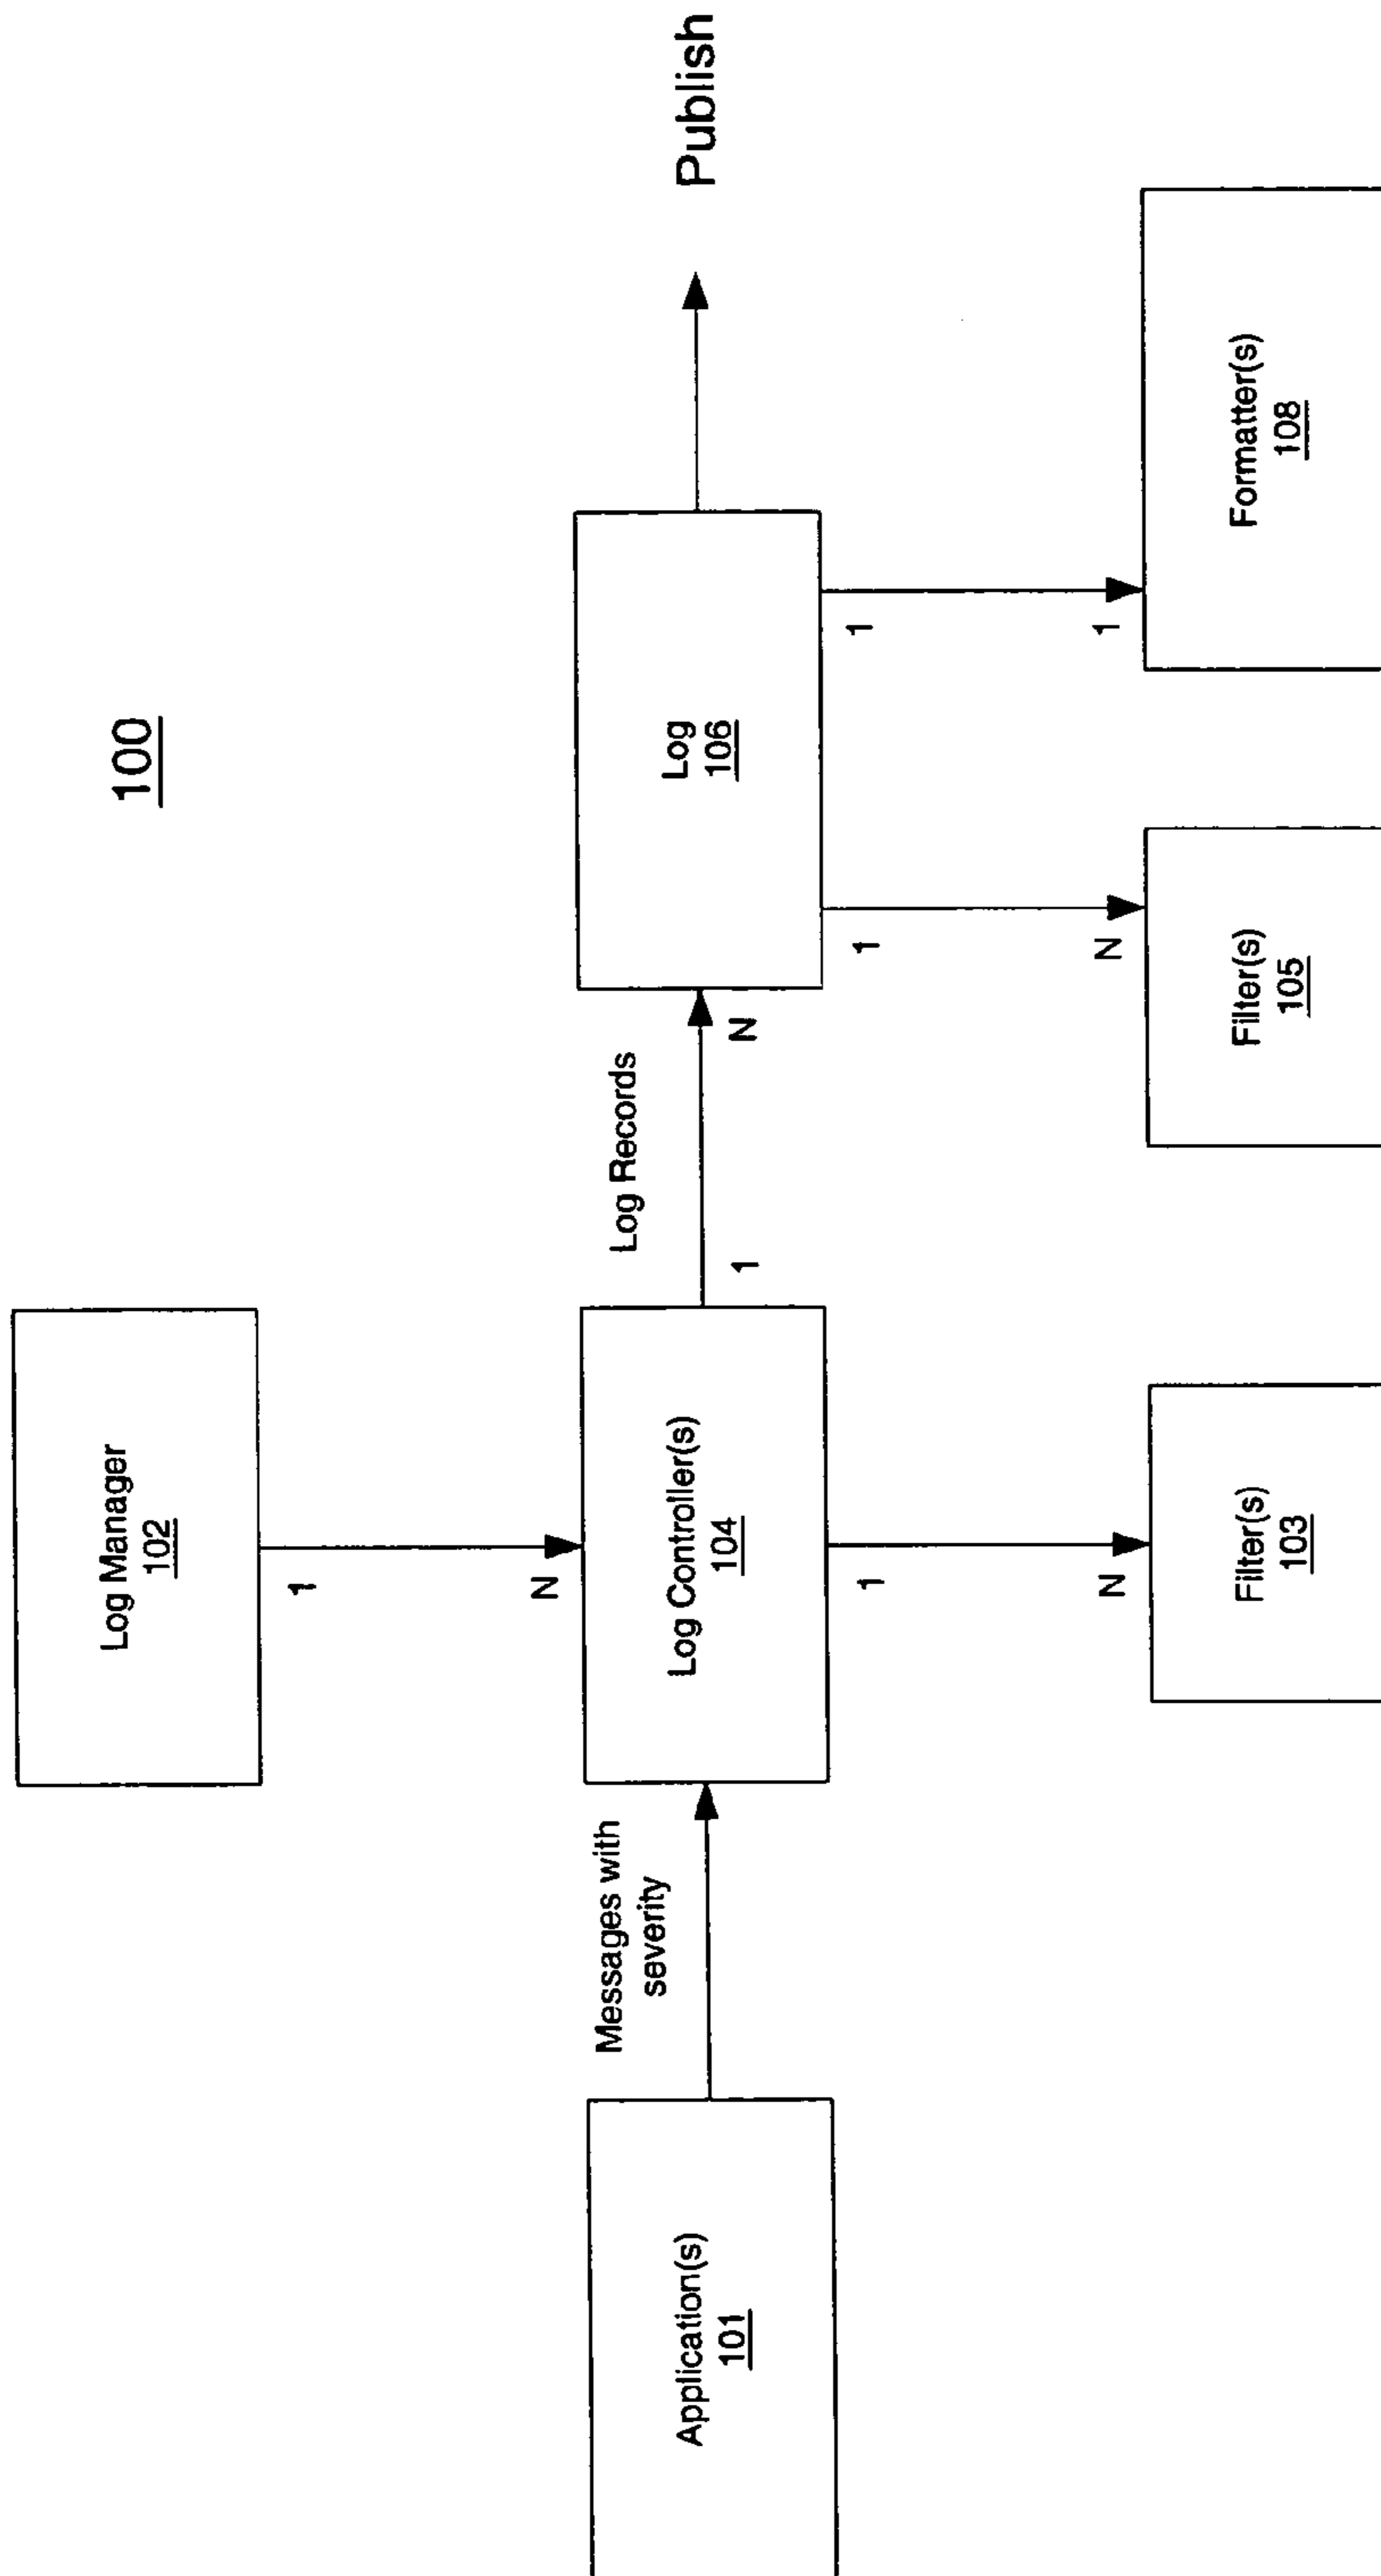 100
Log Manager
102
1
N
Messages with
severity
Log Records
Publish
Application(s)
101
Log Controller(s)
104
1
N
Log
106
1
N
1
N
1
1
Filter(s)
103
Filter(s)
105
Formatter(s)
108